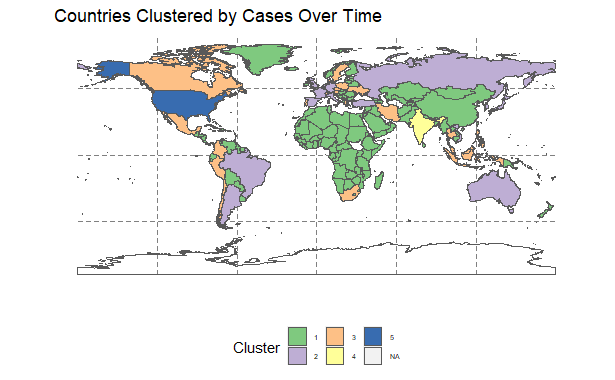 Countries Clustered by Cases Over Time
Cluster
1 3 5
2 4 NA